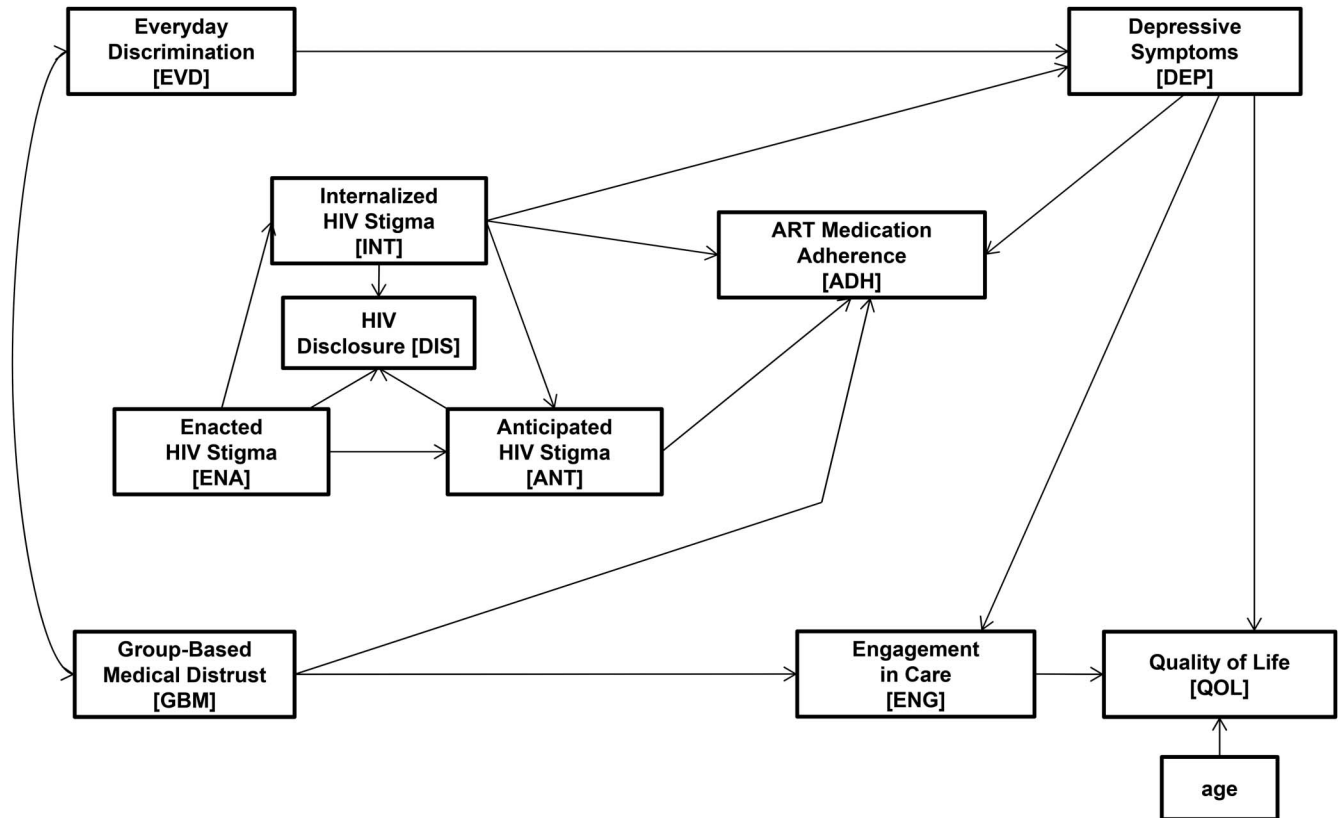 Everyday
Discrimination
[EVD]
Depressive
Symptoms
[DEP]
Internalized
HIV Stigma
[INT]
ART Medication
Adherence
[ADH]
HIV
Disclosure [DIS]
Enacted
HIV Stigma
[ENA]
Anticipated
HIV Stigma
[ANT]
Group-Based
Medical Distrust
[GBM]
Engagement
in Care
[ENG]
Quality of Life
[QOL]
age